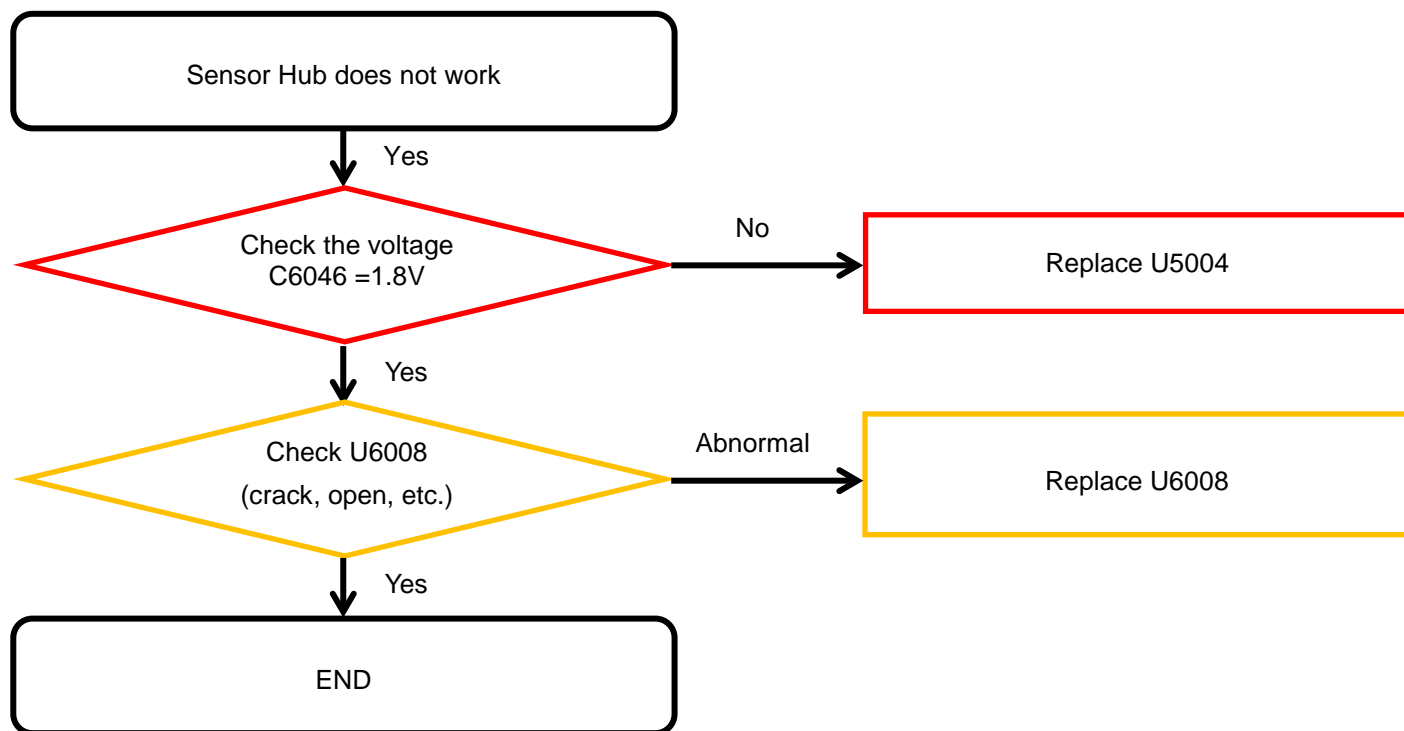 Sensor Hub does not work
Yes
Check the voltage
C6046 =1.8V
No
Replace U5004
Yes
Check U6008
(crack, open, etc.)
Abnormal
Replace U6008
Yes
END